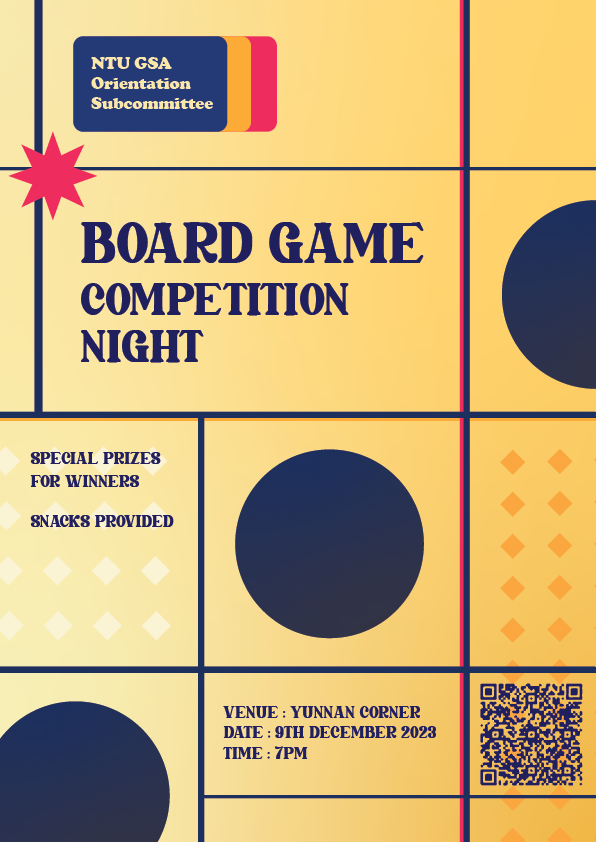 NTU GSA
Orientation
Subcommittee
BOARD GAME
COMPETITION
NIGHT
SPECIAL PRIZES
FOR WINNERS
SNACKS PROVIDED
VENUE : YUNNAN CORNER
DATE : 9TH DECEMBER 2023
TIME : 7PM